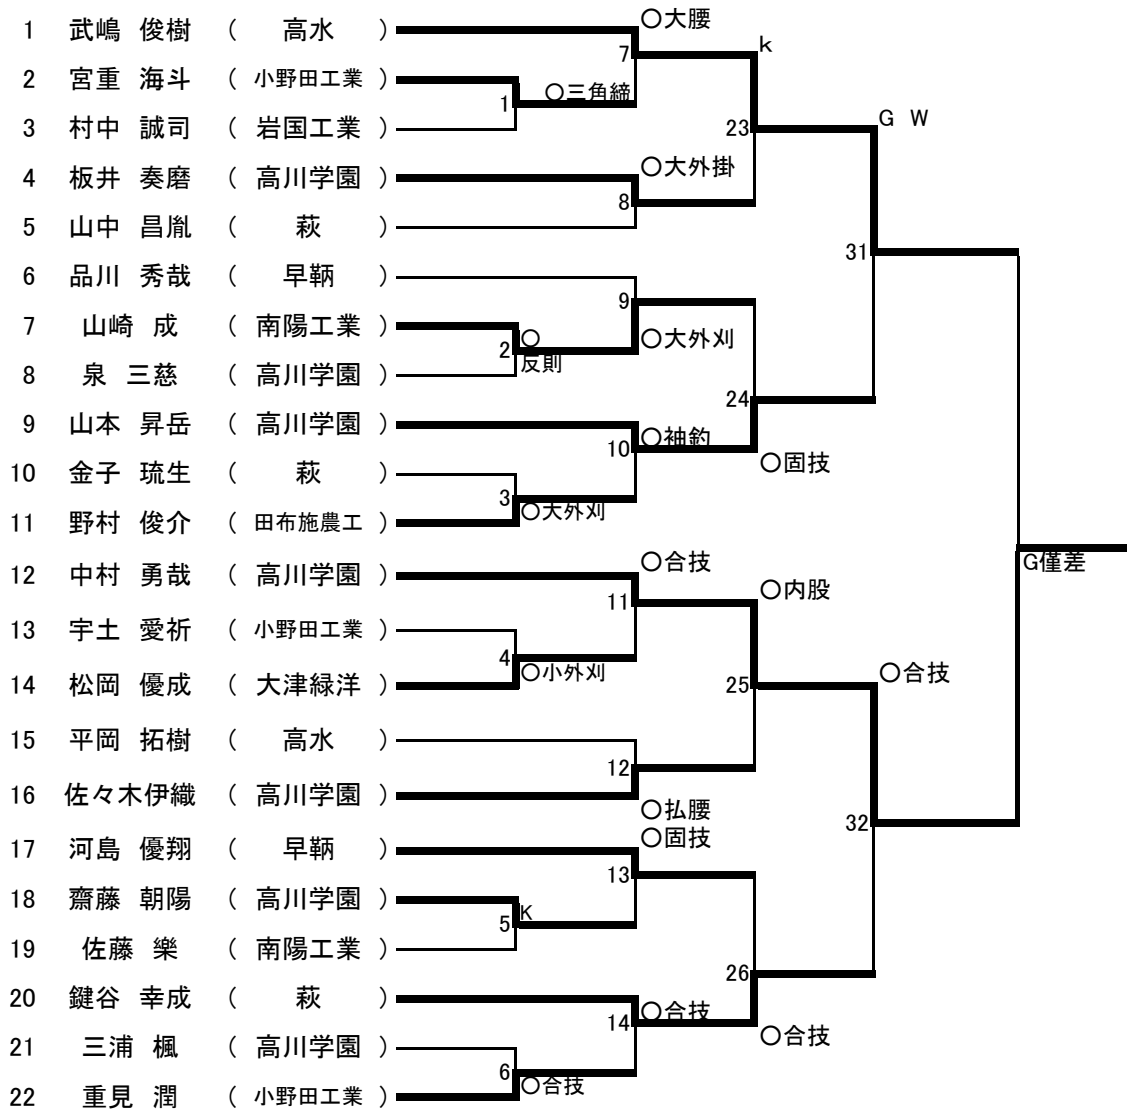 1 武嶋 俊樹 ( 高水 ) ○大腰
7 k
2 宮重 海斗 ( 小野田工業 )
1 ○三角締
3 村中 誠司 ( 岩国工業 ) 23 G W
4 板井 奏磨 ( 高川学園 ) ○大外掛
8
5 山中 昌胤 ( 萩 )
31
6 品川 秀哉 ( 早鞆 )
9
7 山崎 成 ( 南陽工業 ) ○ ○大外刈
2 反則
8 泉 三慈 ( 高川学園 )
24
9 山本 昇岳 ( 高川学園 ) ○袖釣
10
10 金子 琉生 ( 萩 ) ○固技
3 ○大外刈
11 野村 俊介 ( 田布施農工 )
12 中村 勇哉 ( 高川学園 ) ○合技 G僅差
11 ○内股
13 宇土 愛祈 ( 小野田工業 )
4 ○小外刈 ○合技
14 松岡 優成 ( 大津緑洋 ) 25
15 平岡 拓樹 ( 高水 )
12
16 佐々木伊織 ( 高川学園 ) ○払腰
32
17 河島 優翔 ( 早鞆 ) ○固技
13
18 齋藤 朝陽 ( 高川学園 )
5 K
19 佐藤 樂 ( 南陽工業 )
26
20 鍵谷 幸成 ( 萩 ) ○合技
14 ○合技
21 三浦 楓 ( 高川学園 )
6 ○合技
22 重見 潤 ( 小野田工業 )